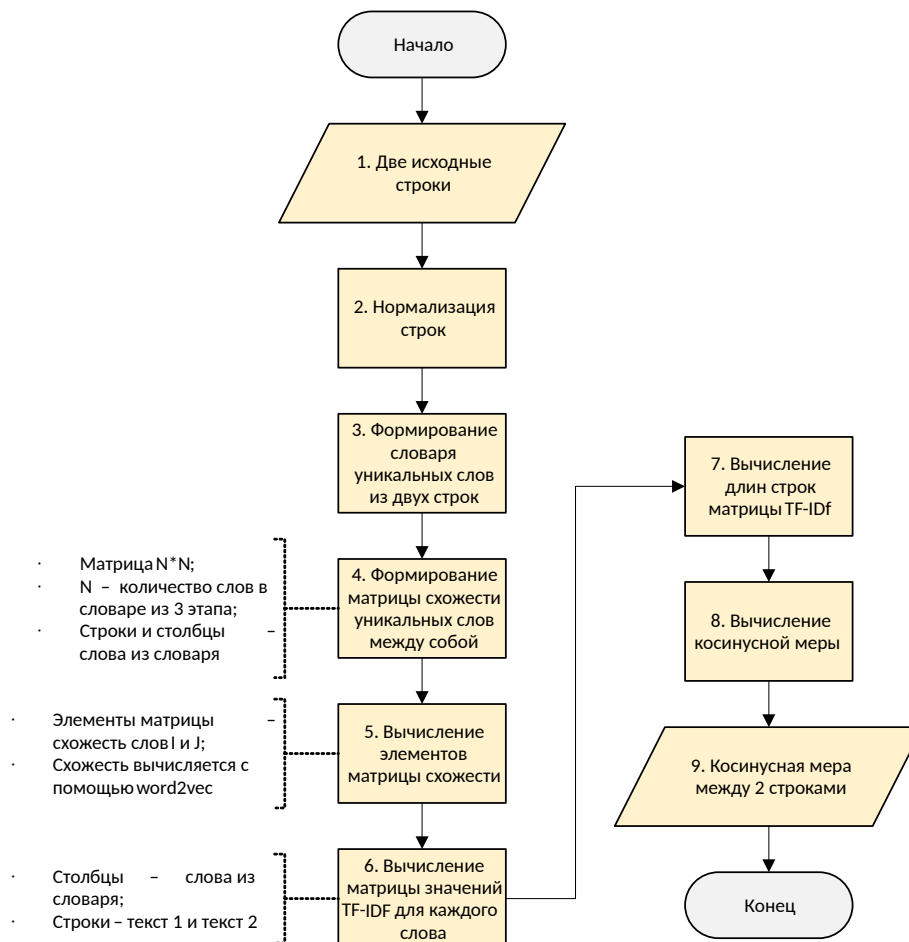 Начало
1. Две исходные
строки
2. Нормализация
строк
3. Формирование
словаря
уникальных слов
из двух строк
· Матрица N*N;
· N – количество слов в
словаре из 3 этапа;
· Строки и столбцы –
слова из словаря
4. Формирование
матрицы схожести
уникальных слов
между собой
· Элементы матрицы –
схожесть слов I и J;
· Схожесть вычисляется с
помощью word2vec
5. Вычисление
элементов
матрицы схожести
· Столбцы – слова из
словаря;
· Строки – текст 1 и текст 2
6. Вычисление
матрицы значений
TF-IDF для каждого
слова
7. Вычисление
длин строк
матрицы TF-IDf
8. Вычисление
косинусной меры
9. Косинусная мера
между 2 строками
Конец